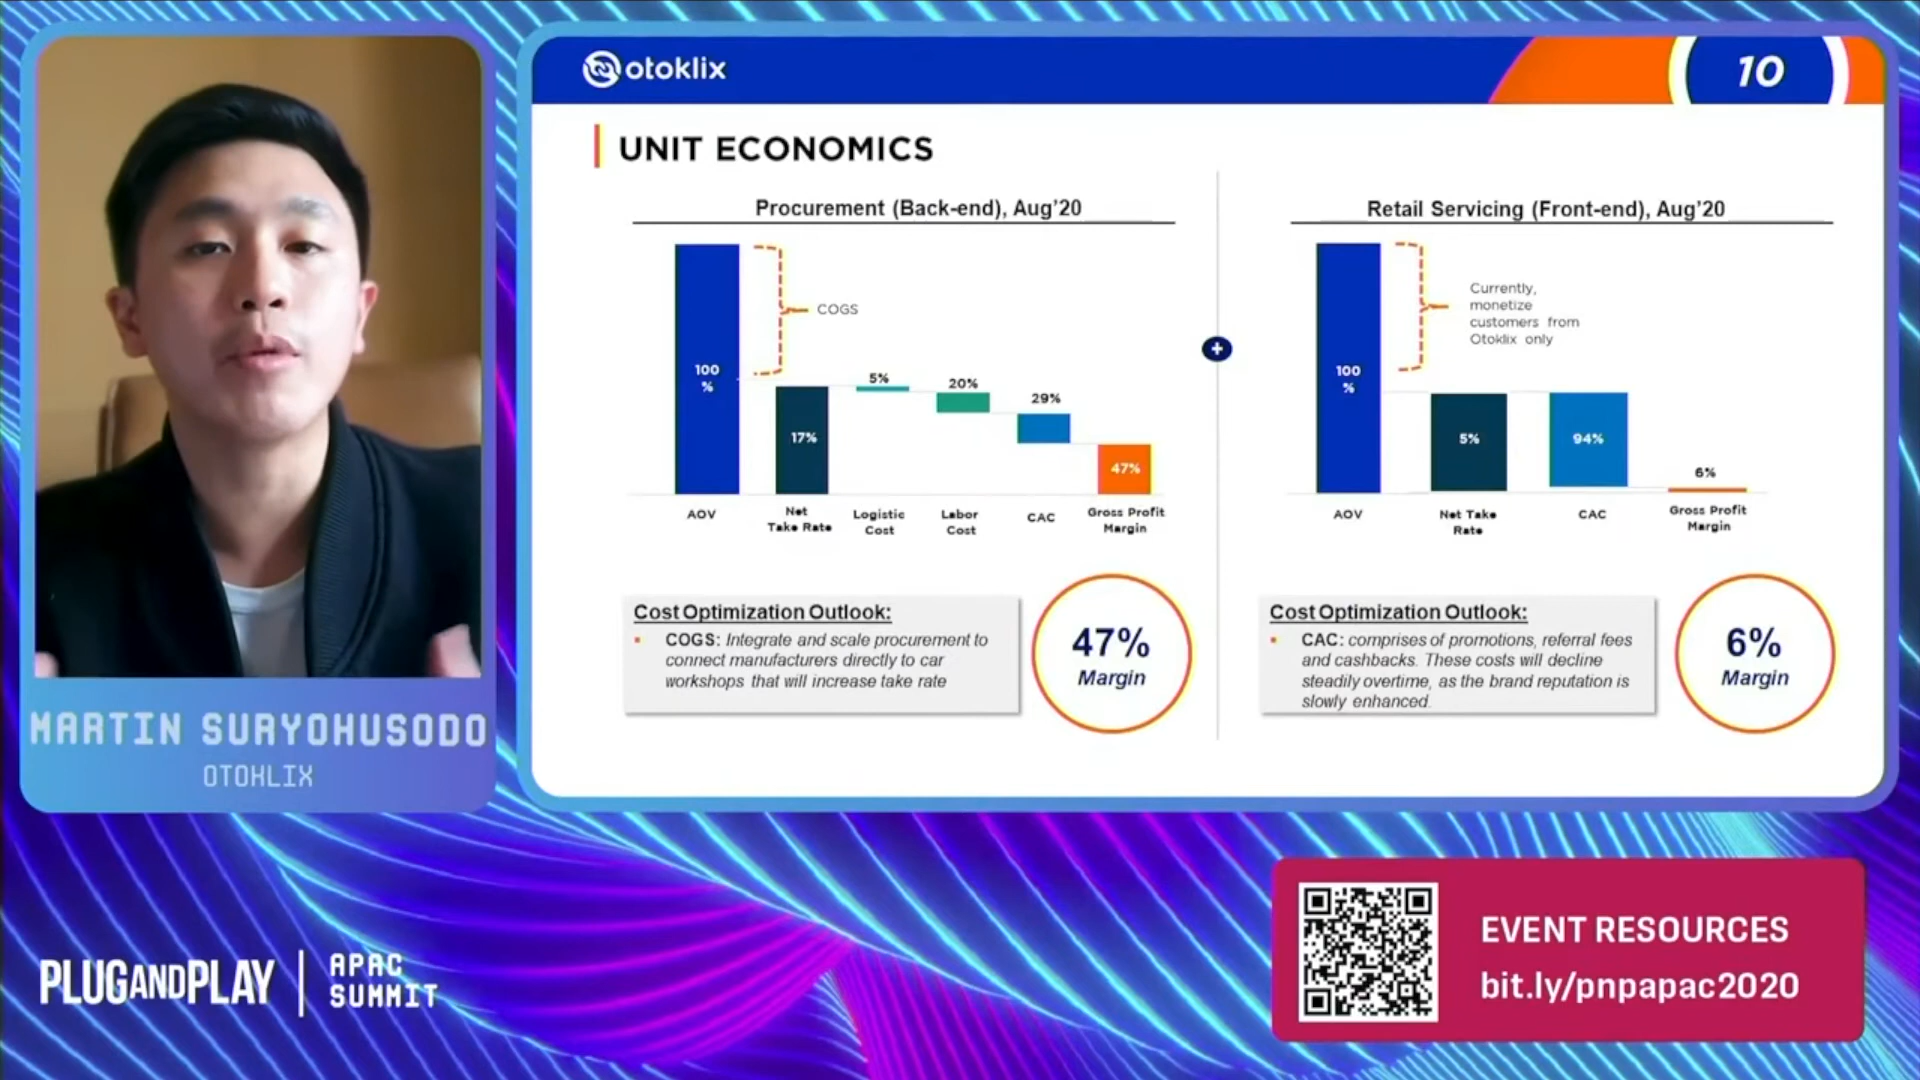 otoklix
10
UNIT ECONOMICS
Procurement (Back-end), Aug'20
100
%
COGS
17%
5%
20%
29%
47%
AOV
Net
Take Rate
Logistic
Cost
Labor
Cost
CAC
Gross Profit
Margin
Cost Optimization Outlook:
COGS: Integrate and scale procurement to
connect manufacturers directly to car
workshops that will increase take rate
47%
Margin
+
Retail Servicing (Front-end), Aug'20
100
%
Currently,
monetize
customers from
Otoklix only
5%
94%
6%
AOV
Net Take
Rate
CAC
Gross Profit
Margin
Cost Optimization Outlook:
CAC: comprises of promotions, referral fees
and cashbacks. These costs will decline
steadily overtime, as the brand reputation is
slowly enhanced.
6%
Margin
MARTIN SURYOHUSODO
OTOKLIX
PLUGANDPLAY
APAC
SUMMIT
EVENT RESOURCES
bit.ly/pnpapac2020